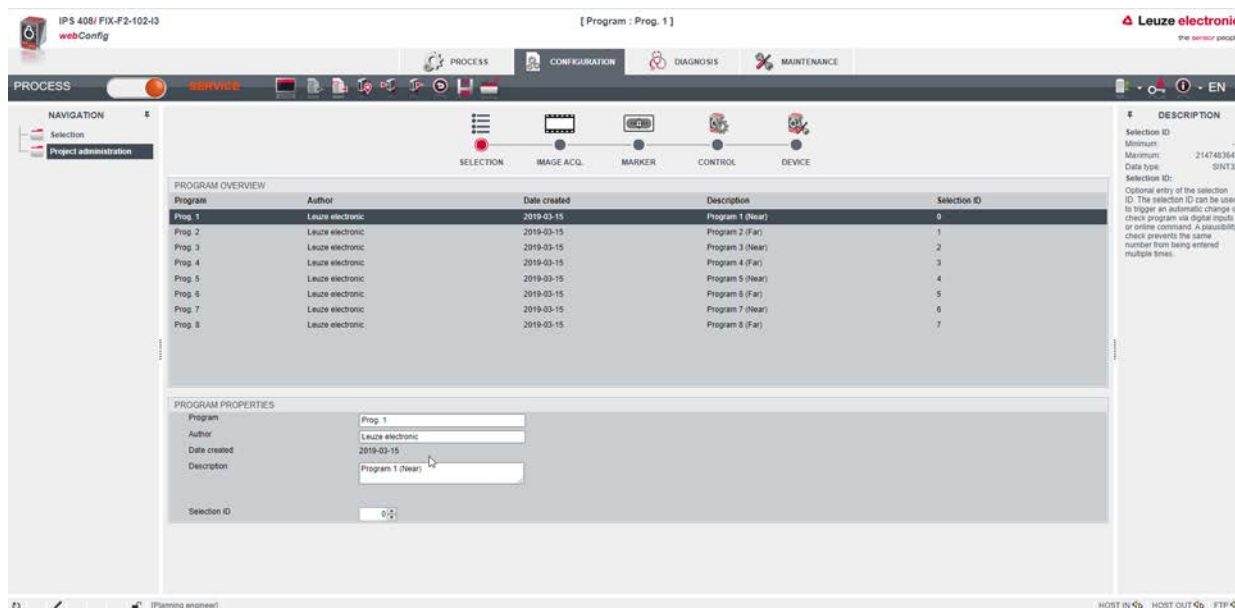 IPS 408i FIX-F2-102-I3
webConfig
[ Program : Prog. 1 ]
Leuze electronic
the sensor people
PROCESS
CONFIGURATION
DIAGNOSIS
MAINTENANCE
PROCESS
SERVICE
EN
NAVIGATION
Selection
Project administration
SELECTION
IMAGE ACQ.
MARKER
CONTROL
DEVICE
PROGRAM OVERVIEW
Program Author Date created Description Selection ID
Prog. 1 Leuze electronic 2019-03-15 Program 1 (Near) 0
Prog. 2 Leuze electronic 2019-03-15 Program 2 (Far) 1
Prog. 3 Leuze electronic 2019-03-15 Program 3 (Near) 2
Prog. 4 Leuze electronic 2019-03-15 Program 4 (Far) 3
Prog. 5 Leuze electronic 2019-03-15 Program 5 (Near) 4
Prog. 6 Leuze electronic 2019-03-15 Program 6 (Far) 5
Prog. 7 Leuze electronic 2019-03-15 Program 7 (Near) 6
Prog. 8 Leuze electronic 2019-03-15 Program 8 (Far) 7
PROGRAM PROPERTIES
Program Prog. 1
Author Leuze electronic
Date created 2019-03-15
Description Program 1 (Near)
Selection ID 0
DESCRIPTION
Selection ID
Minimum: -
Maximum: 214748364
Data type: SINT3
Selection ID:
Optional entry of the selection
ID. The selection ID can be used
to trigger an automatic change of
check program via digital inputs
or online command. A plausibility
check prevents the same
number from being entered
multiple times.
[Planning engineer]
HOST IN HOST OUT FTP